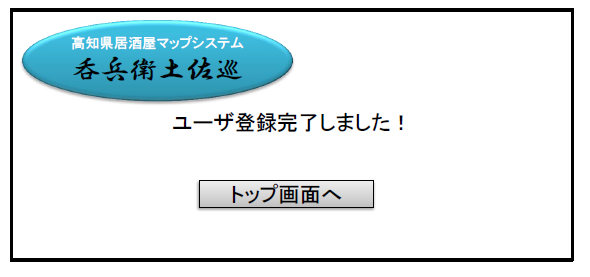 高知県居酒屋マップシステム
呑兵衛土佐巡
ユーザ登録完了しました！
トップ画面へ